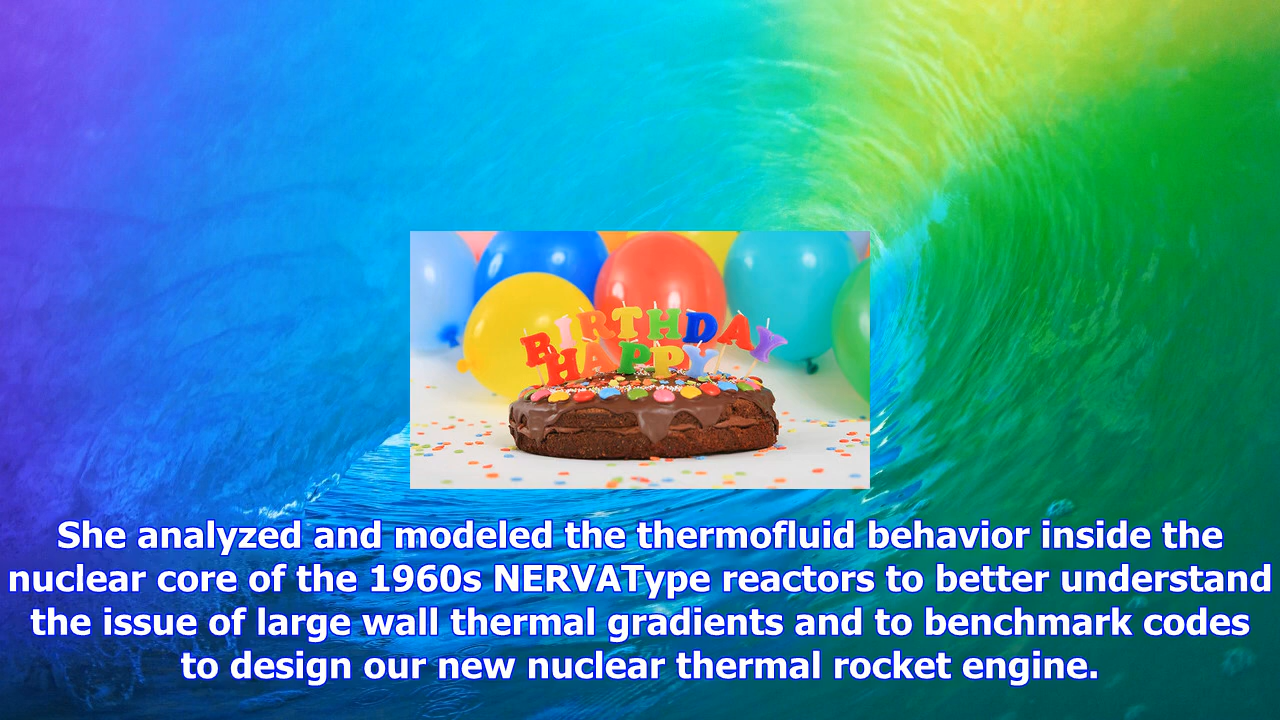 BIRTHDAY
HAPPY
She analyzed and modeled the thermofluid behavior inside the
nuclear core of the 1960s NERVAType reactors to better understand
the issue of large wall thermal gradients and to benchmark codes
to design our new nuclear thermal rocket engine.